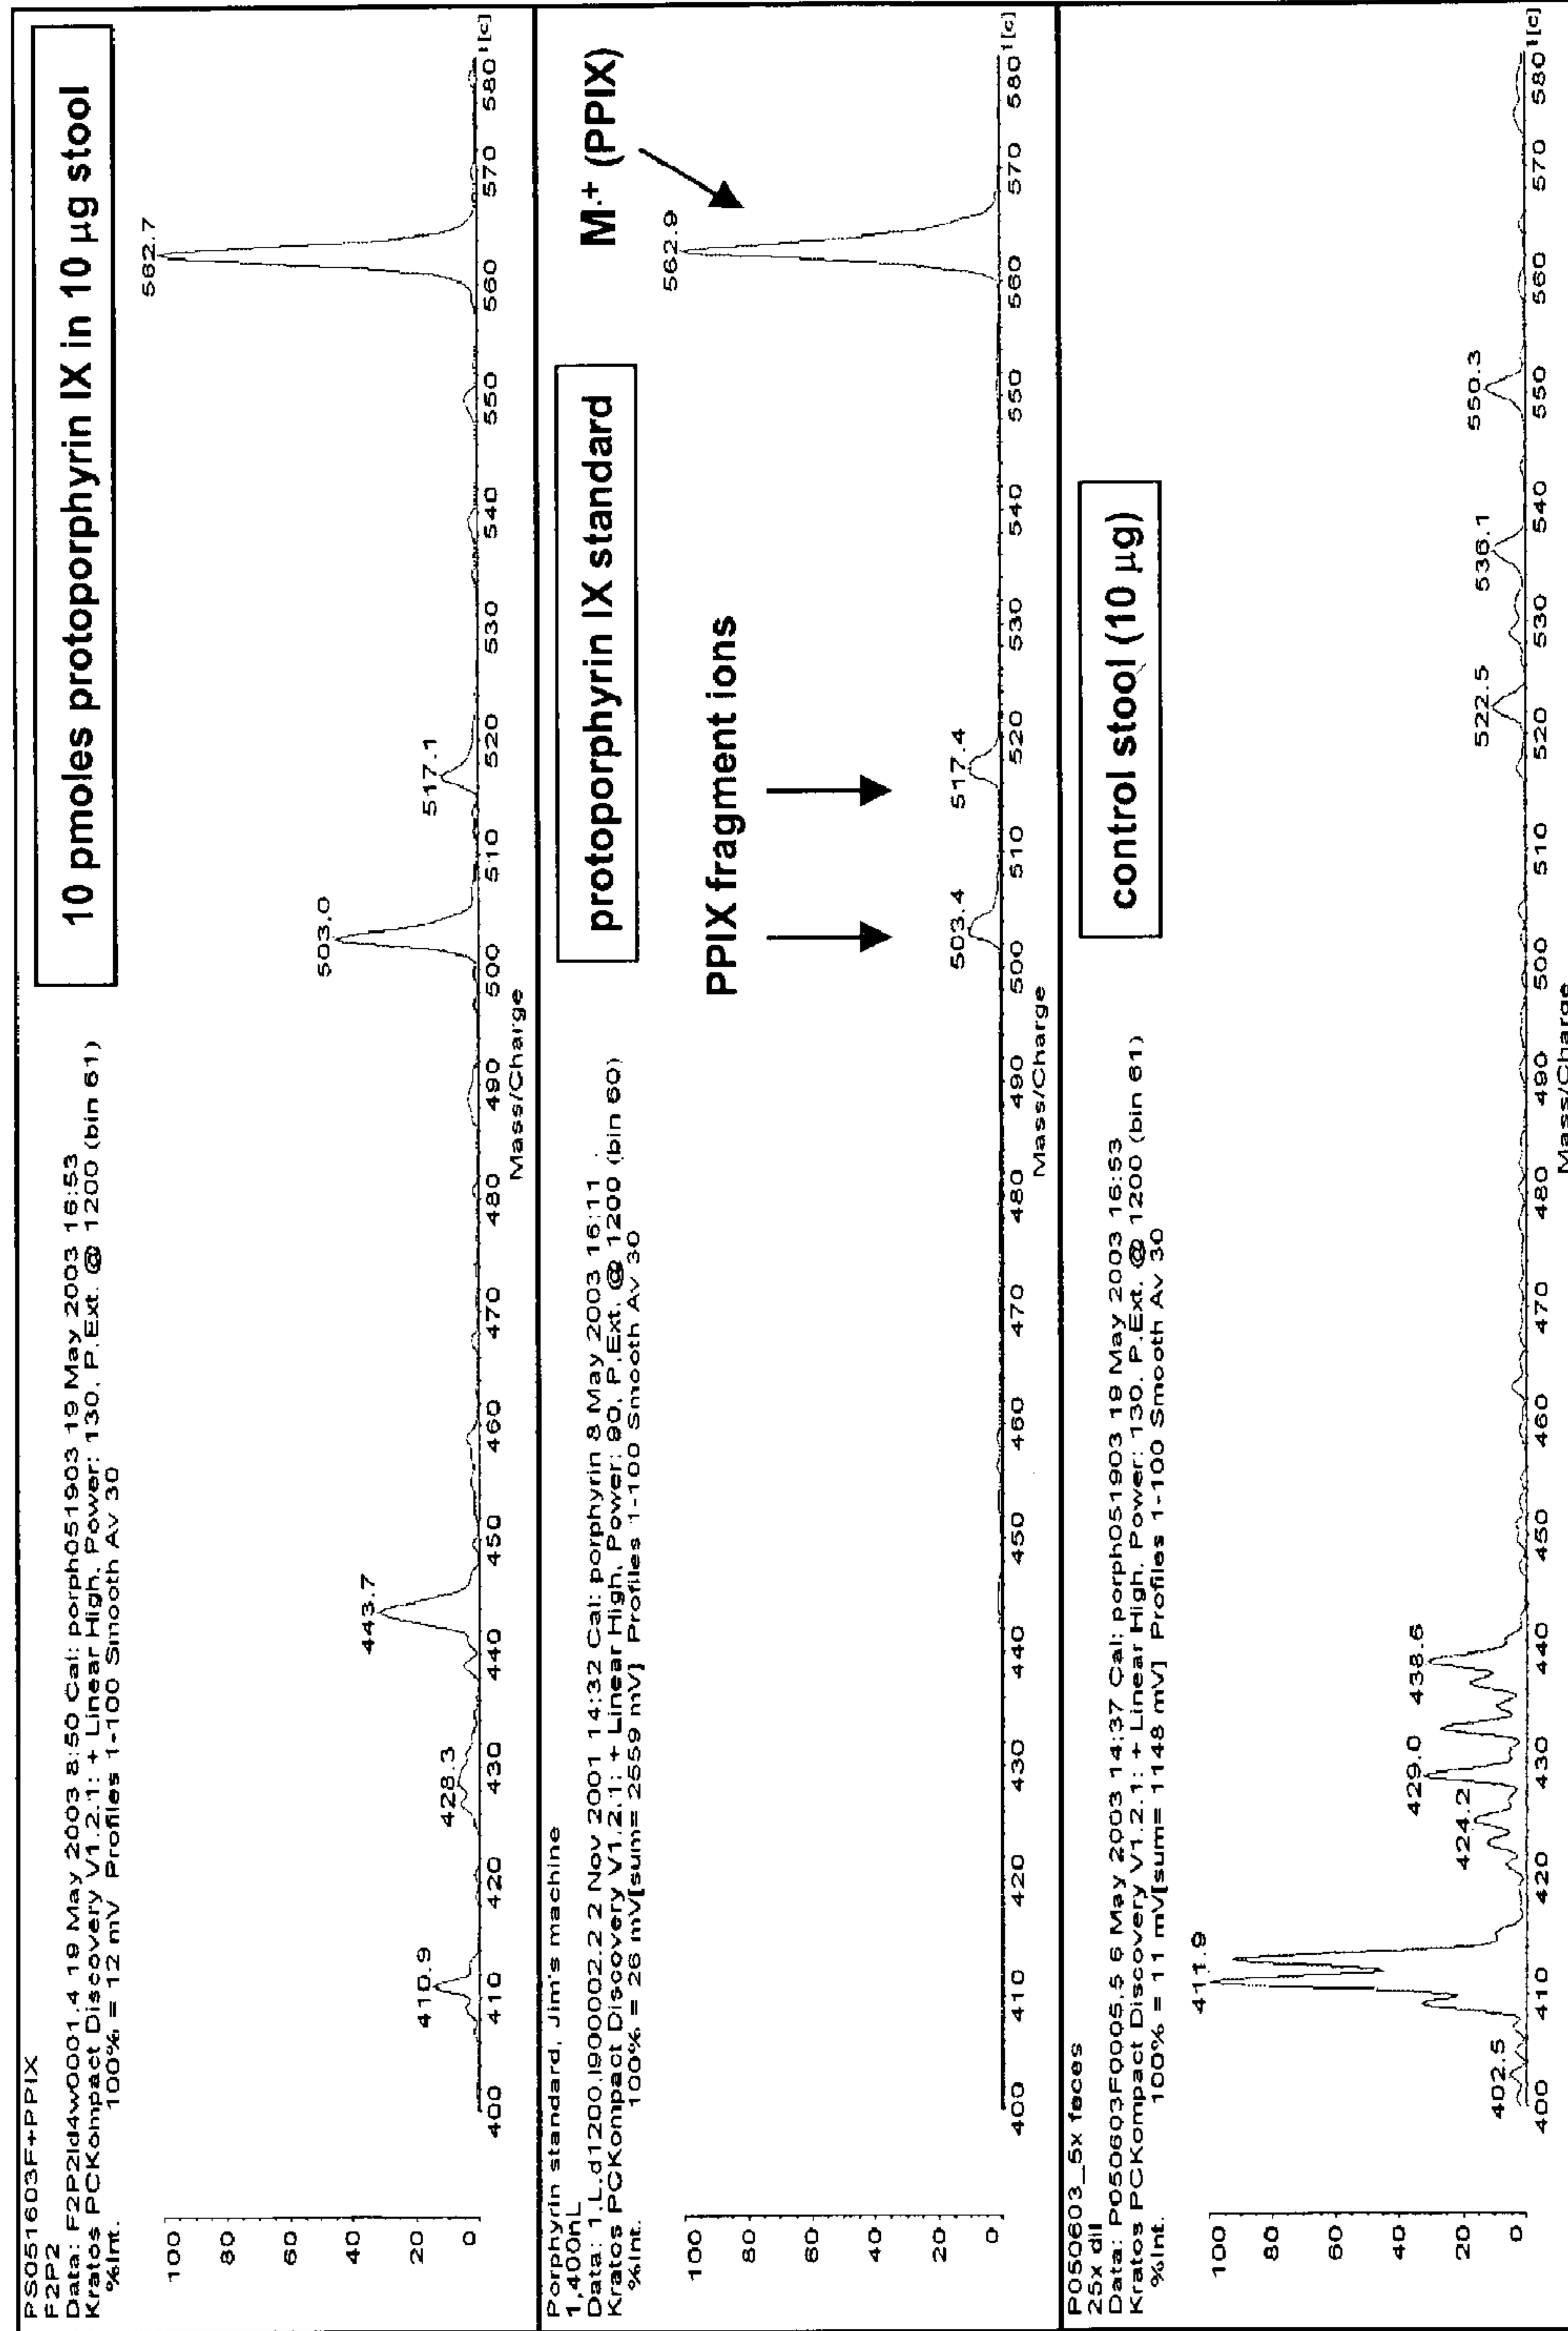 PS051603F+PPIX
F2P2
Data: F2P2ld4w0001.4 19 May 2003 8:50 Cal: porph051903 19 May 2003 16:53
Kratos PCKompact Discovery V1.2.1: + Linear High, Power: 130, P.Ext. @ 1200 (bin 61)
%Int. 100% = 12 mV Profiles 1-100 Smooth Av 30
10 pmoles protoporphyrin IX in 10 µg stool
100
80
60
40
20
0
410.9
428.3
443.7
503.0
517.1
562.7
400 410 420 430 440 450 460 470 480 490 500 510 520 530 540 550 560 570 580 [c]
Mass/Charge
Porphyrin standard, Jim's machine
1,400nL
Data: 1.L.d1200.I90002.2 2 Nov 2001 14:32 Cal: porphyrin 8 May 2003 16:11
Kratos PCKompact Discovery V1.2.1: + Linear High, Power: 90, P.Ext. @ 1200 (bin 60)
%Int. 100% = 26 mV[sum= 2559 mV] Profiles 1-100 Smooth Av 30
protoporphyrin IX standard
PPIX fragment ions
M·+ (PPIX)
100
80
60
40
20
0
503.4
517.4
562.9
400 410 420 430 440 450 460 470 480 490 500 510 520 530 540 550 560 570 580 [c]
Mass/Charge
P050603_5x feces
25x dil
Data: P050603F0005.5 6 May 2003 14:37 Cal: porph051903 19 May 2003 16:53
Kratos PCKompact Discovery V1.2.1: + Linear High, Power: 130, P.Ext. @ 1200 (bin 61)
%Int. 100% = 11 mV[sum= 1148 mV] Profiles 1-100 Smooth Av 30
control stool (10 µg)
100
80
60
40
20
0
402.5
411.9
424.2
429.0
438.6
522.5
536.1
550.3
400 410 420 430 440 450 460 470 480 490 500 510 520 530 540 550 560 570 580 [c]
Mass/Charge